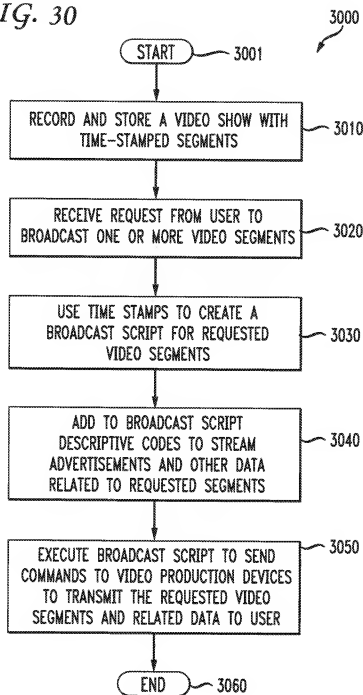 IG. 30
3000
START
3001
RECORD AND STORE A VIDEO SHOW WITH
TIME-STAMPED SEGMENTS
3010
RECEIVE REQUEST FROM USER TO
BROADCAST ONE OR MORE VIDEO SEGMENTS
3020
USE TIME STAMPS TO CREATE A
BROADCAST SCRIPT FOR REQUESTED
VIDEO SEGMENTS
3030
ADD TO BROADCAST SCRIPT
DESCRIPTIVE CODES TO STREAM
ADVERTISEMENTS AND OTHER DATA
RELATED TO REQUESTED SEGMENTS
3040
EXECUTE BROADCAST SCRIPT TO SEND
COMMANDS TO VIDEO PRODUCTION DEVICES
TO TRANSMIT THE REQUESTED VIDEO
SEGMENTS AND RELATED DATA TO USER
3050
END
3060